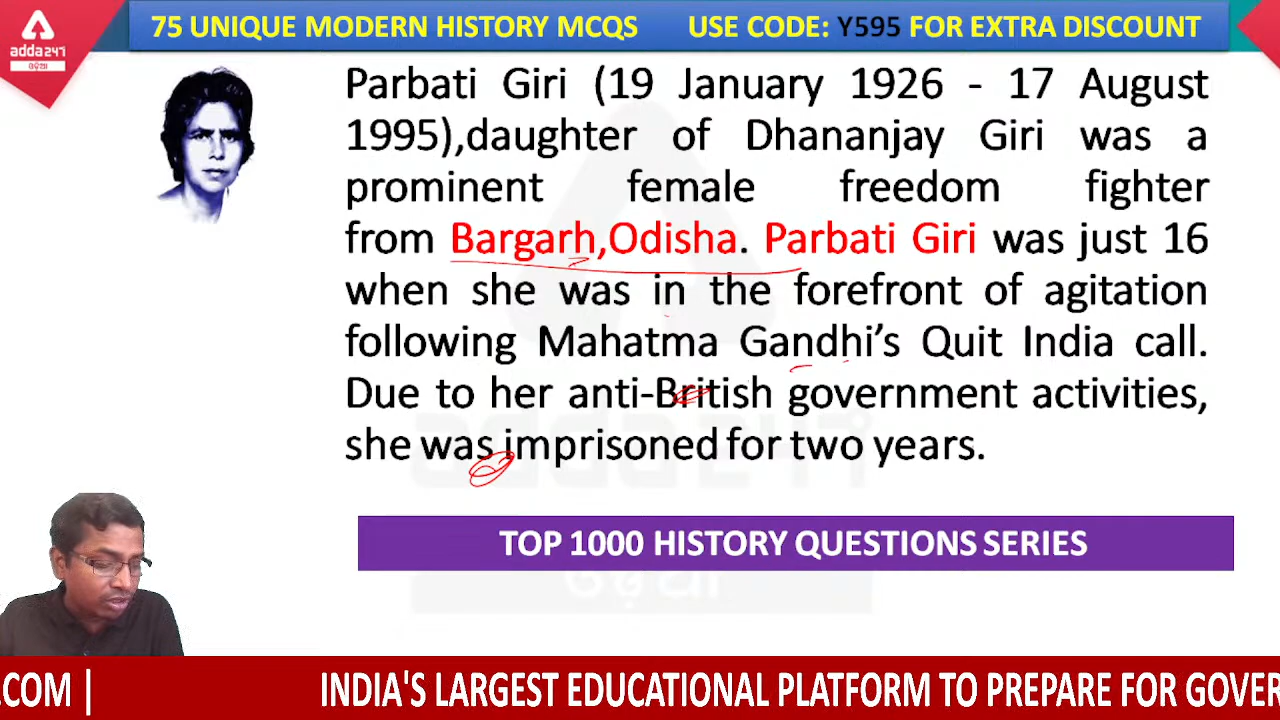 75 UNIQUE MODERN HISTORY MCQS USE CODE: Y595 FOR EXTRA DISCOUNT
adda247
ଓଡ଼ିଆ
Parbati Giri (19 January 1926 - 17 August
1995),daughter of Dhananjay Giri was a
prominent female freedom fighter
from Bargarh,Odisha. Parbati Giri was just 16
when she was in the forefront of agitation
following Mahatma Gandhi’s Quit India call.
Due to her anti-British government activities,
she was imprisoned for two years.
TOP 1000 HISTORY QUESTIONS SERIES
.COM | INDIA'S LARGEST EDUCATIONAL PLATFORM TO PREPARE FOR GOVER